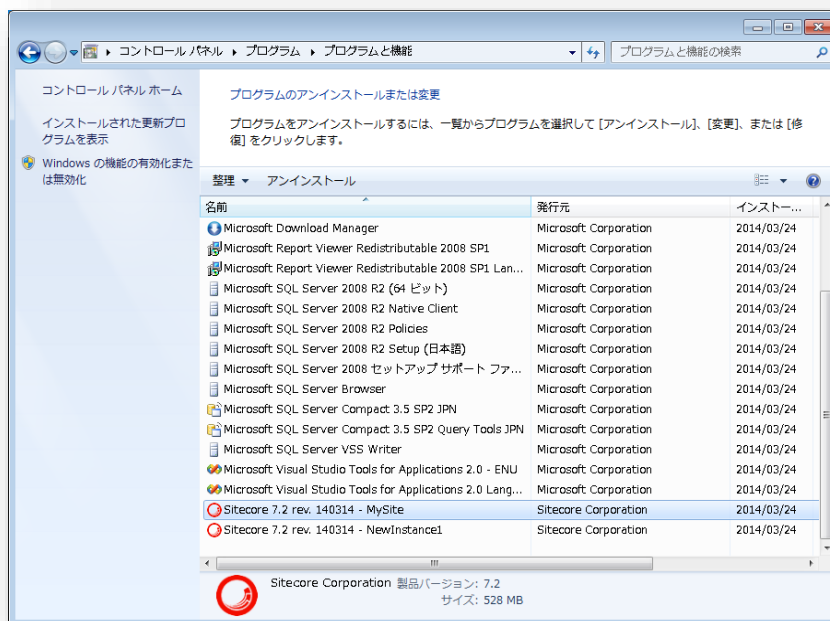 コントロール パネル ▸ プログラム ▸ プログラムと機能
プログラムと機能の検索
コントロール パネル ホーム
インストールされた更新プロ
グラムを表示
Windows の機能の有効化また
は無効化
プログラムのアンインストールまたは変更
プログラムをアンインストールするには、一覧からプログラムを選択して [アンインストール]、[変更]、または [修
復] をクリックします。
整理 アンインストール
名前 発行元 インストー...
Microsoft Download Manager Microsoft Corporation 2014/03/24
Microsoft Report Viewer Redistributable 2008 SP1 Microsoft Corporation 2014/03/24
Microsoft Report Viewer Redistributable 2008 SP1 Lan... Microsoft Corporation 2014/03/24
Microsoft SQL Server 2008 R2 (64 ビット) Microsoft Corporation 2014/03/24
Microsoft SQL Server 2008 R2 Native Client Microsoft Corporation 2014/03/24
Microsoft SQL Server 2008 R2 Policies Microsoft Corporation 2014/03/24
Microsoft SQL Server 2008 R2 Setup (日本語) Microsoft Corporation 2014/03/24
Microsoft SQL Server 2008 セットアップ サポート ファ... Microsoft Corporation 2014/03/24
Microsoft SQL Server Browser Microsoft Corporation 2014/03/24
Microsoft SQL Server Compact 3.5 SP2 JPN Microsoft Corporation 2014/03/24
Microsoft SQL Server Compact 3.5 SP2 Query Tools JPN Microsoft Corporation 2014/03/24
Microsoft SQL Server VSS Writer Microsoft Corporation 2014/03/24
Microsoft Visual Studio Tools for Applications 2.0 - ENU Microsoft Corporation 2014/03/24
Microsoft Visual Studio Tools for Applications 2.0 Lang... Microsoft Corporation 2014/03/24
Sitecore 7.2 rev. 140314 - MySite Sitecore Corporation 2014/03/24
Sitecore 7.2 rev. 140314 - NewInstance1 Sitecore Corporation 2014/03/24
Sitecore Corporation 製品バージョン: 7.2
サイズ: 528 MB